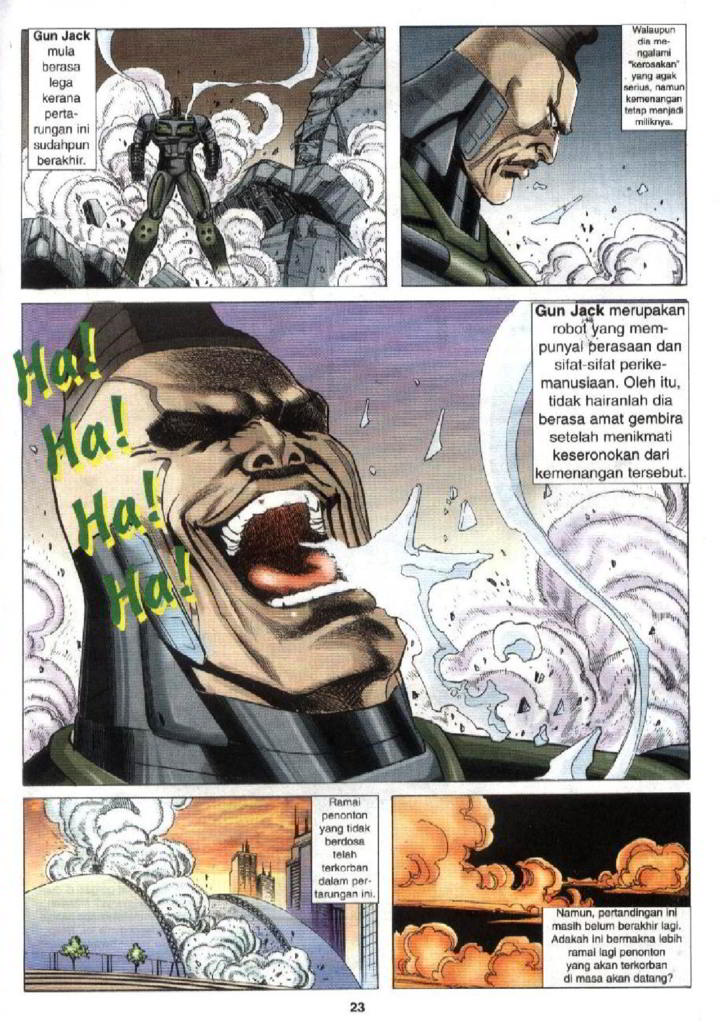 Gun Jack
mula
berasa
lega
kerana
perta-
rungan ini
sudahpun
berakhir.
Walaupun
dia me-
ngalami
"kerosakan"
yang agak
serius, namun
kemenangan
tetap menjadi
miliknya.
Ha!
Ha!
Ha!
Ha!
Gun Jack merupakan
robot yang mem-
punyai perasaan dan
sifat-sifat perike-
manusiaan. Oleh itu,
tidak hairanlah dia
berasa amat gembira
setelah menikmati
keseronokan dari
kemenangan tersebut.
Ramai
penonton
yang tidak
berdosa
telah
terkorban
dalam per-
tarungan ini.
Namun, pertandingan ini
masih belum berakhir lagi.
Adakah ini bermakna lebih
ramai lagi penonton
yang akan terkorban
di masa akan datang?
23